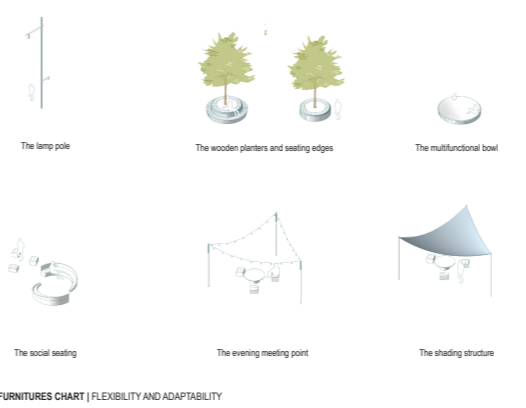 The lamp pole
The wooden planters and seating edges
The multifunctional bowl
The social seating
The evening meeting point
The shading structure
FURNITURES CHART | FLEXIBILITY AND ADAPTABILITY